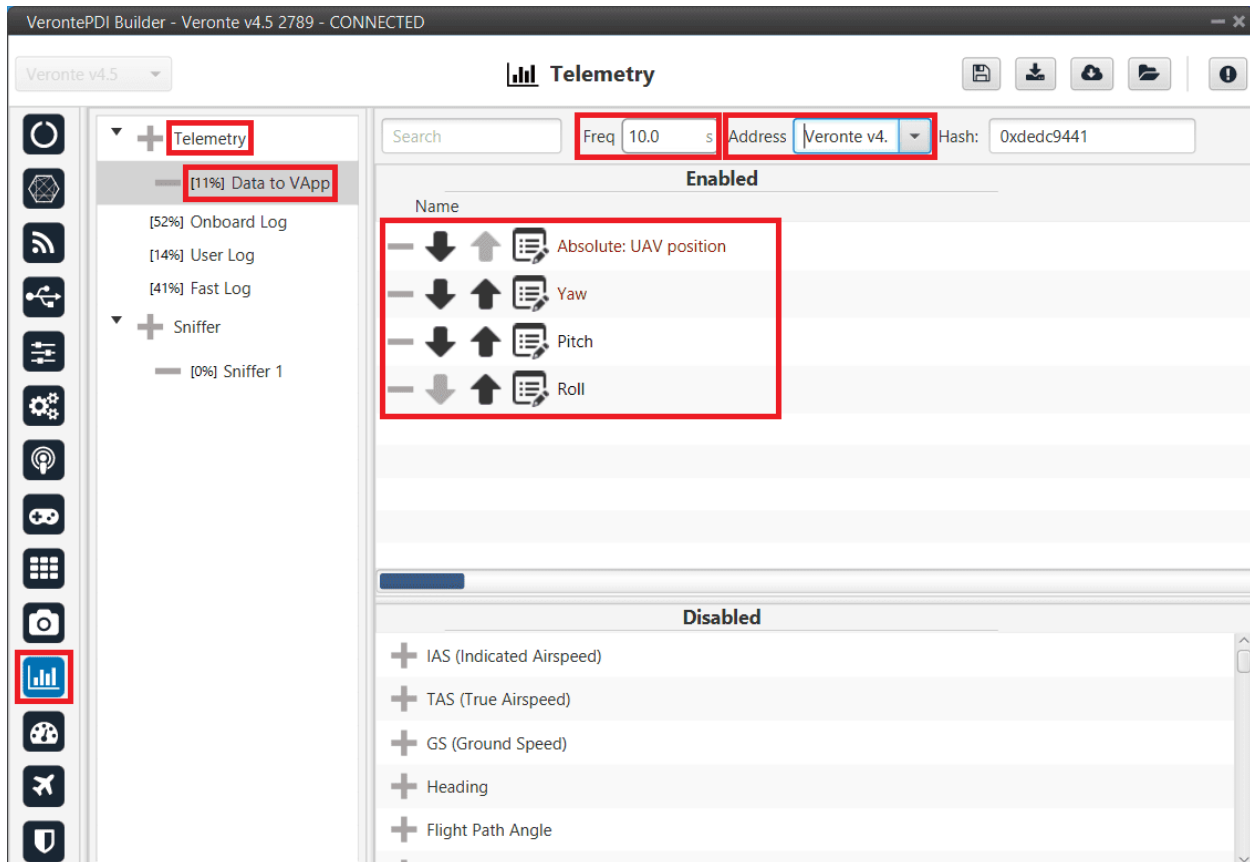 VerontePDI Builder - Veronte v4.5 2789 - CONNECTED
Veronte v4.5
Telemetry
Telemetry
[11%] Data to VApp
[52%] Onboard Log
[14%] User Log
[41%] Fast Log
Sniffer
[0%] Sniffer 1
Search
Freq 10.0 s Address Veronte v4. Hash: 0xdedc9441
Enabled
Name
Absolute: UAV position
Yaw
Pitch
Roll
Disabled
IAS (Indicated Airspeed)
TAS (True Airspeed)
GS (Ground Speed)
Heading
Flight Path Angle